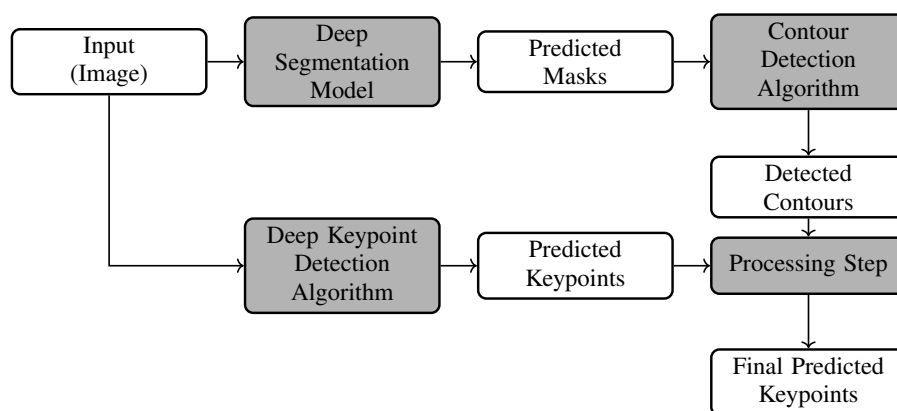 Input
(Image)
Deep
Segmentation
Model
Predicted
Masks
Contour
Detection
Algorithm
Detected
Contours
Deep Keypoint
Detection
Algorithm
Predicted
Keypoints
Processing Step
Final Predicted
Keypoints